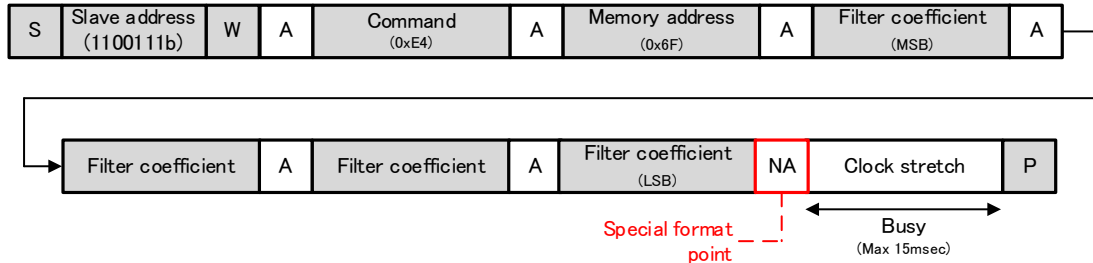 S
Slave address
(1100111b)
W
A
Command
(0xE4)
A
Memory address
(0x6F)
A
Filter coefficient
(MSB)
A
Filter coefficient
A
Filter coefficient
A
Filter coefficient
(LSB)
NA
Clock stretch
P
Special format
point
Busy
(Max 15msec)